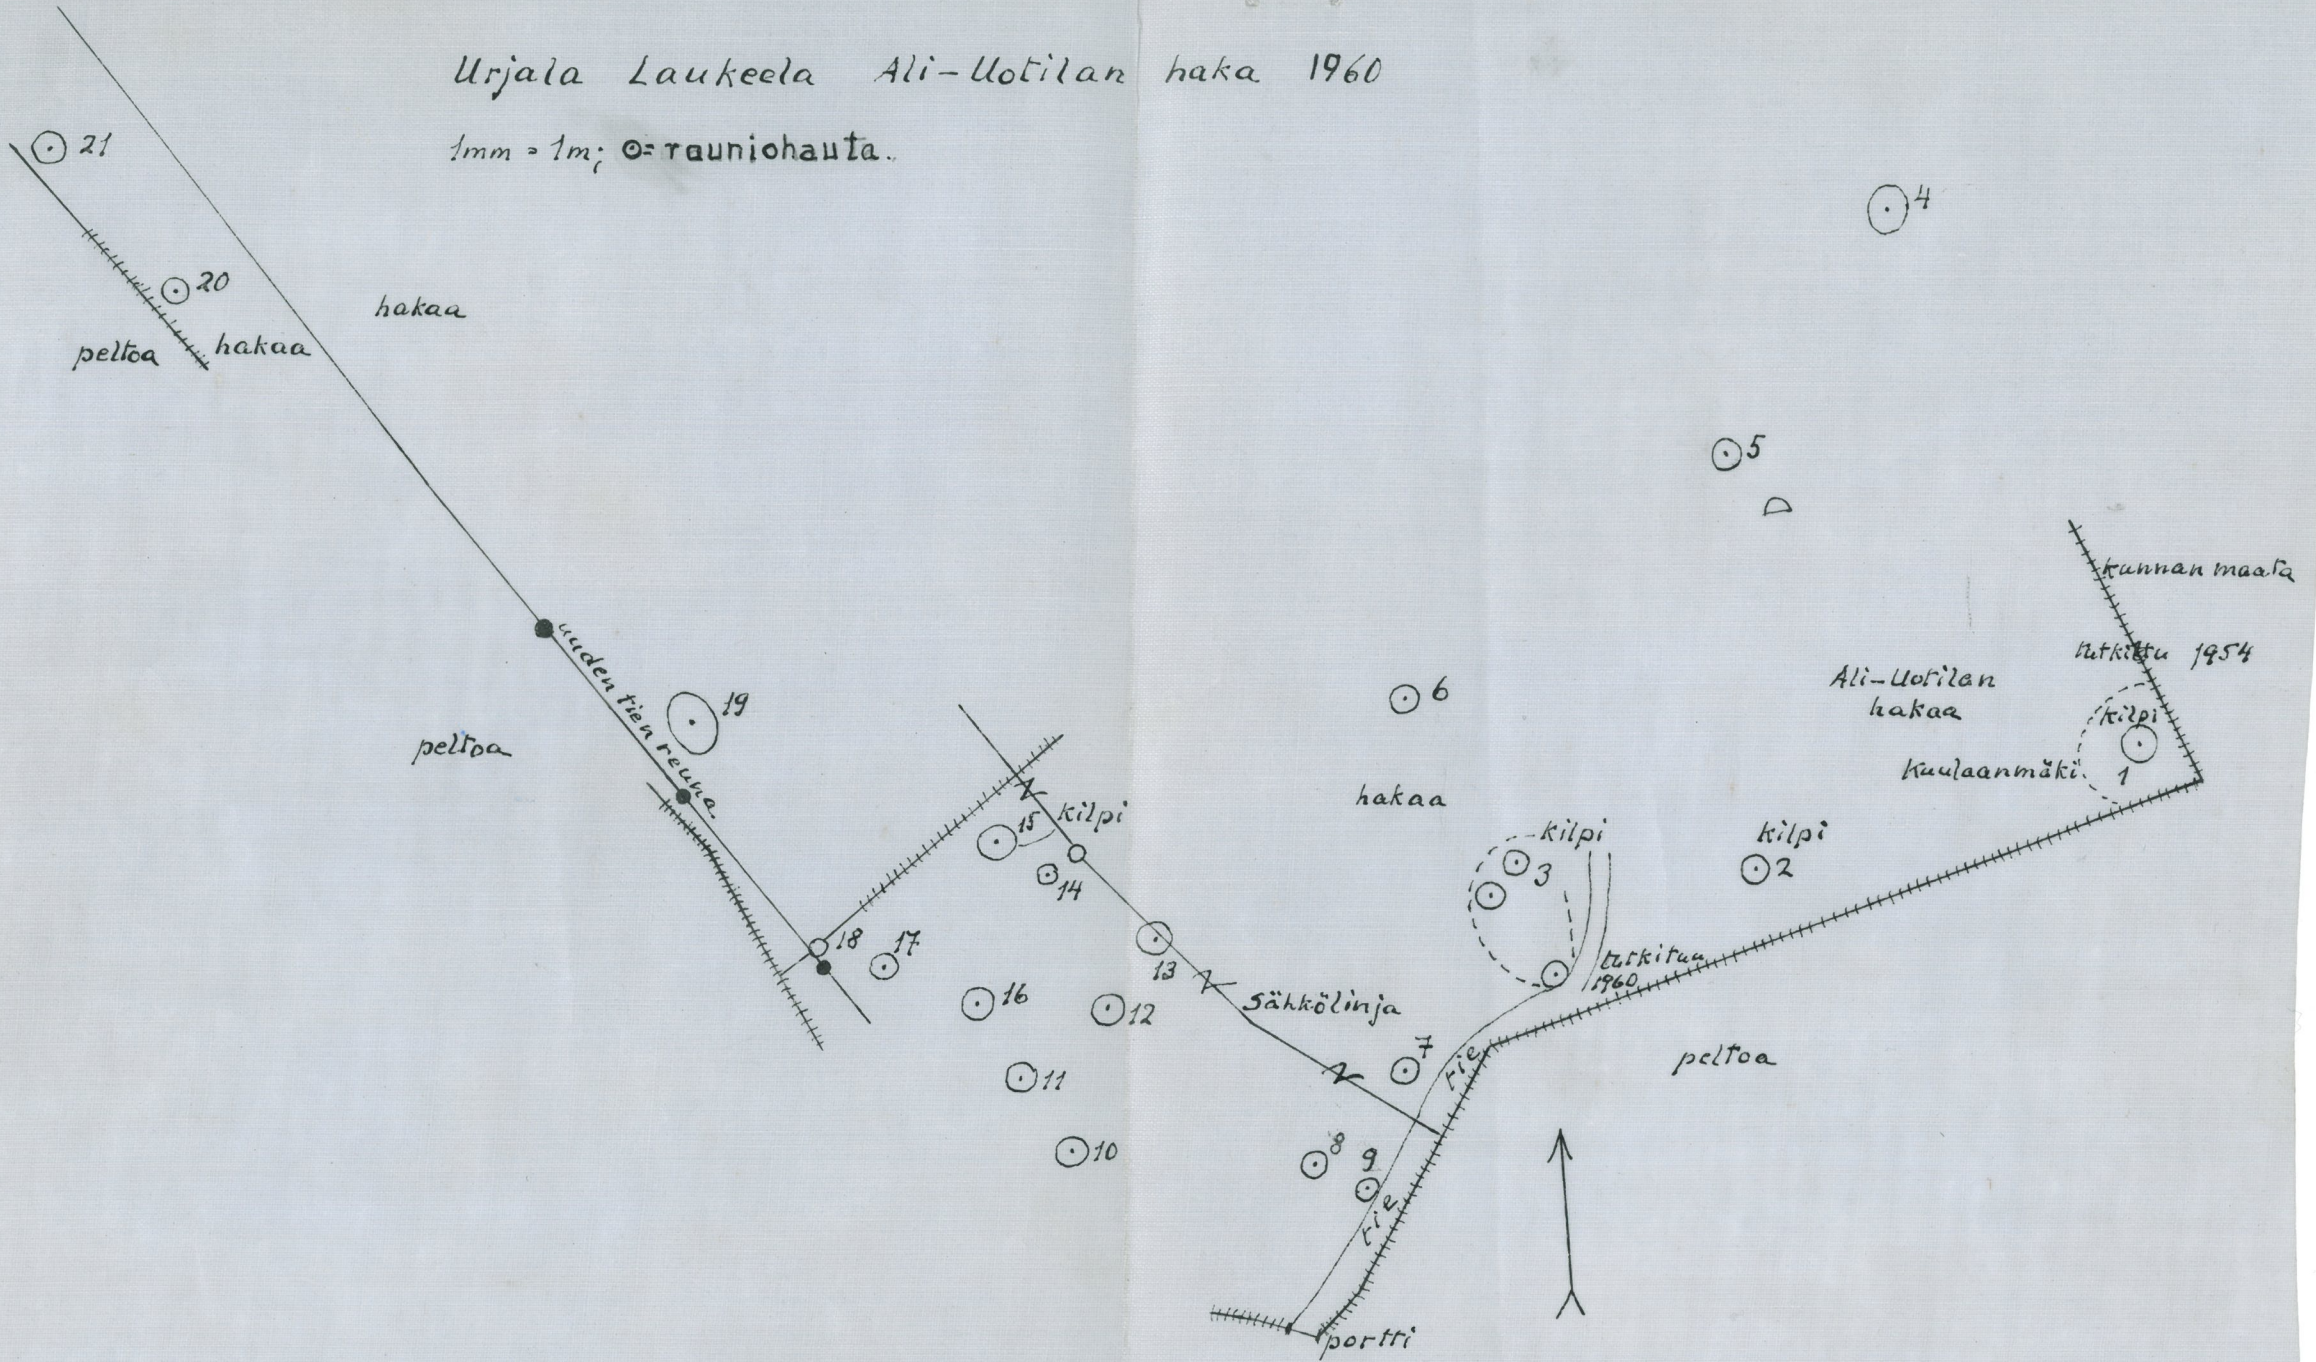 Urjala Laukeela Ali-Uotilan haka 1960
1mm = 1m; ⊙= rauniohauta.
21
4
20
hakaa
peltoa
hakaa
5
kunnan maata
uuden tien reuna.
tutkittu 1954
Ali-Uotilan
hakaa
6
19
kilpi
peltoa
Kuulaanmäki.
1
hakaa
kilpi
15
kilpi
kilpi
3
2
14
18
17
13
tutkituu
1960
16
12
Sähkölinja
7
tie
peltoa
11
8
10
9
tie
portti